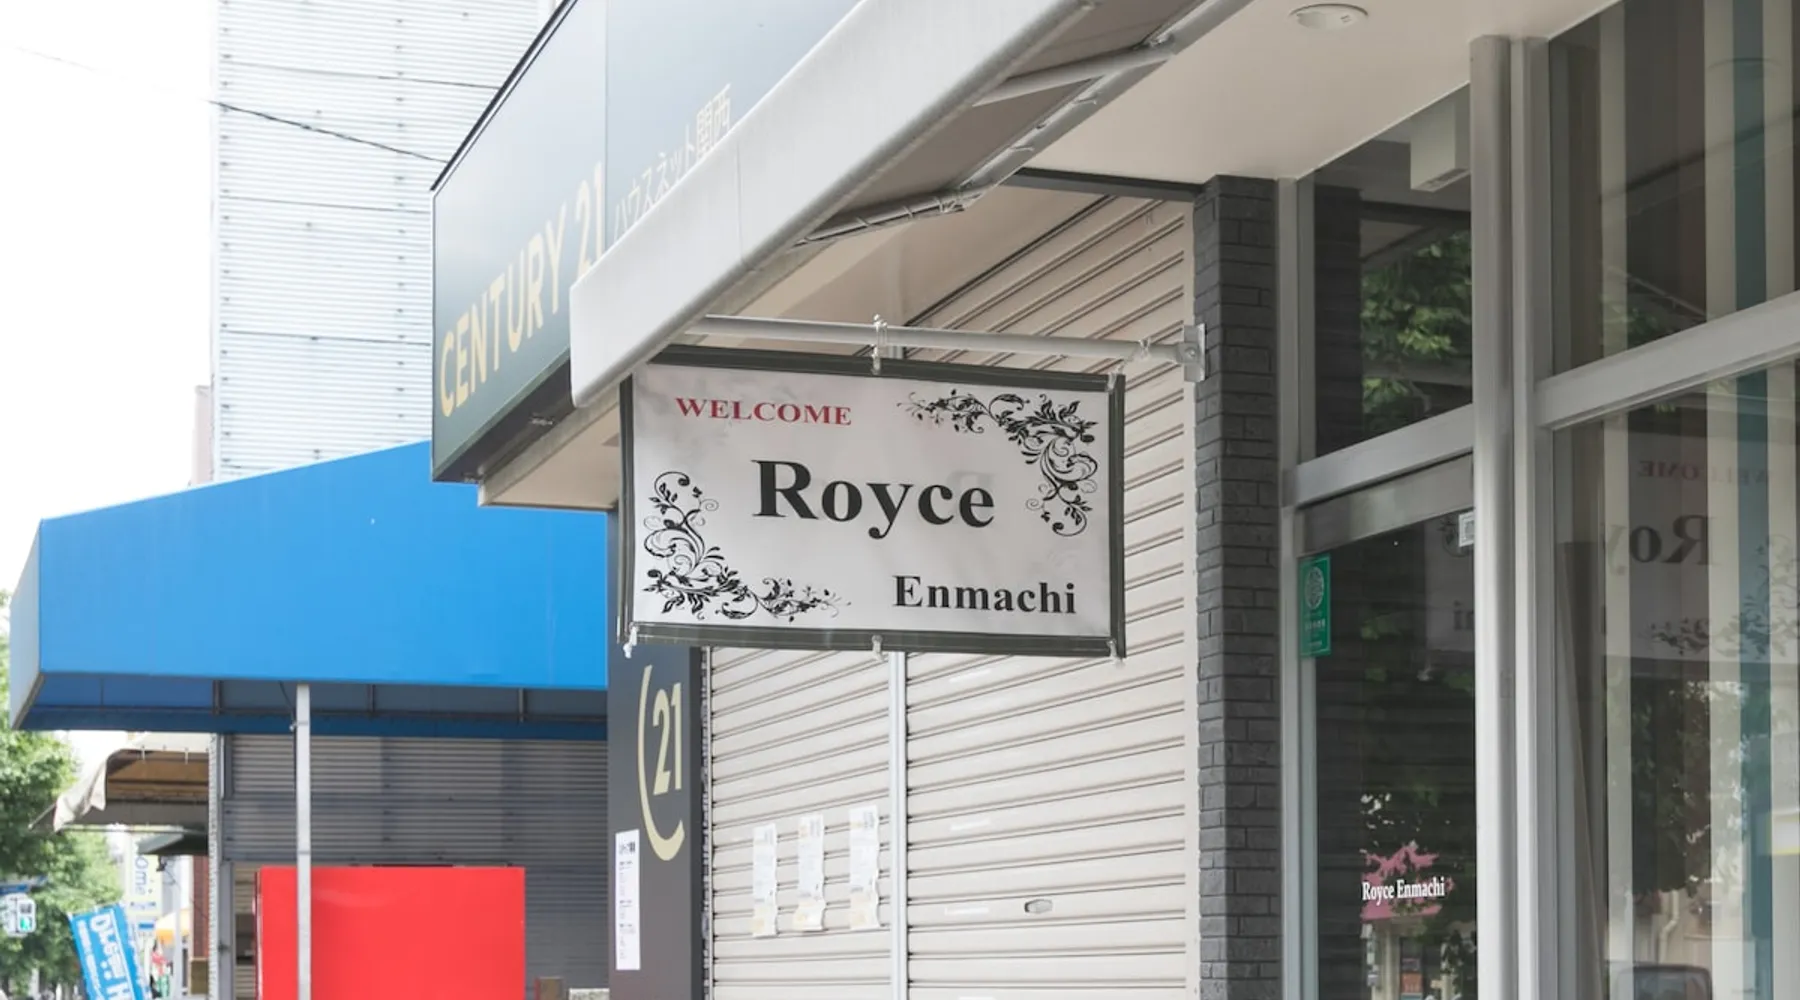 CENTURY 21
ハウスネット関西
WELCOME
Royce
Enmachi
21
Royce Enmachi